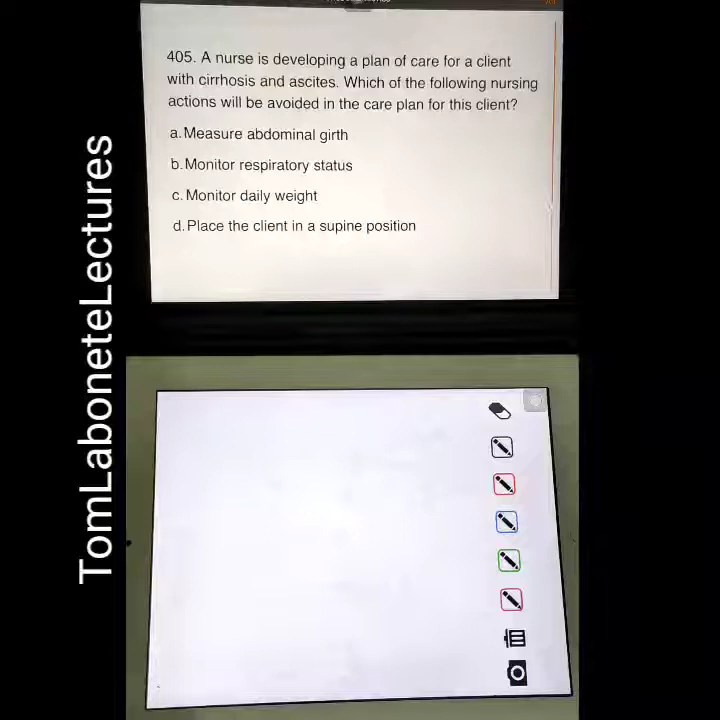 405. A nurse is developing a plan of care for a client
with cirrhosis and ascites. Which of the following nursing
actions will be avoided in the care plan for this client?
a. Measure abdominal girth
b. Monitor respiratory status
c. Monitor daily weight
d. Place the client in a supine position
TomLaboneteLectures